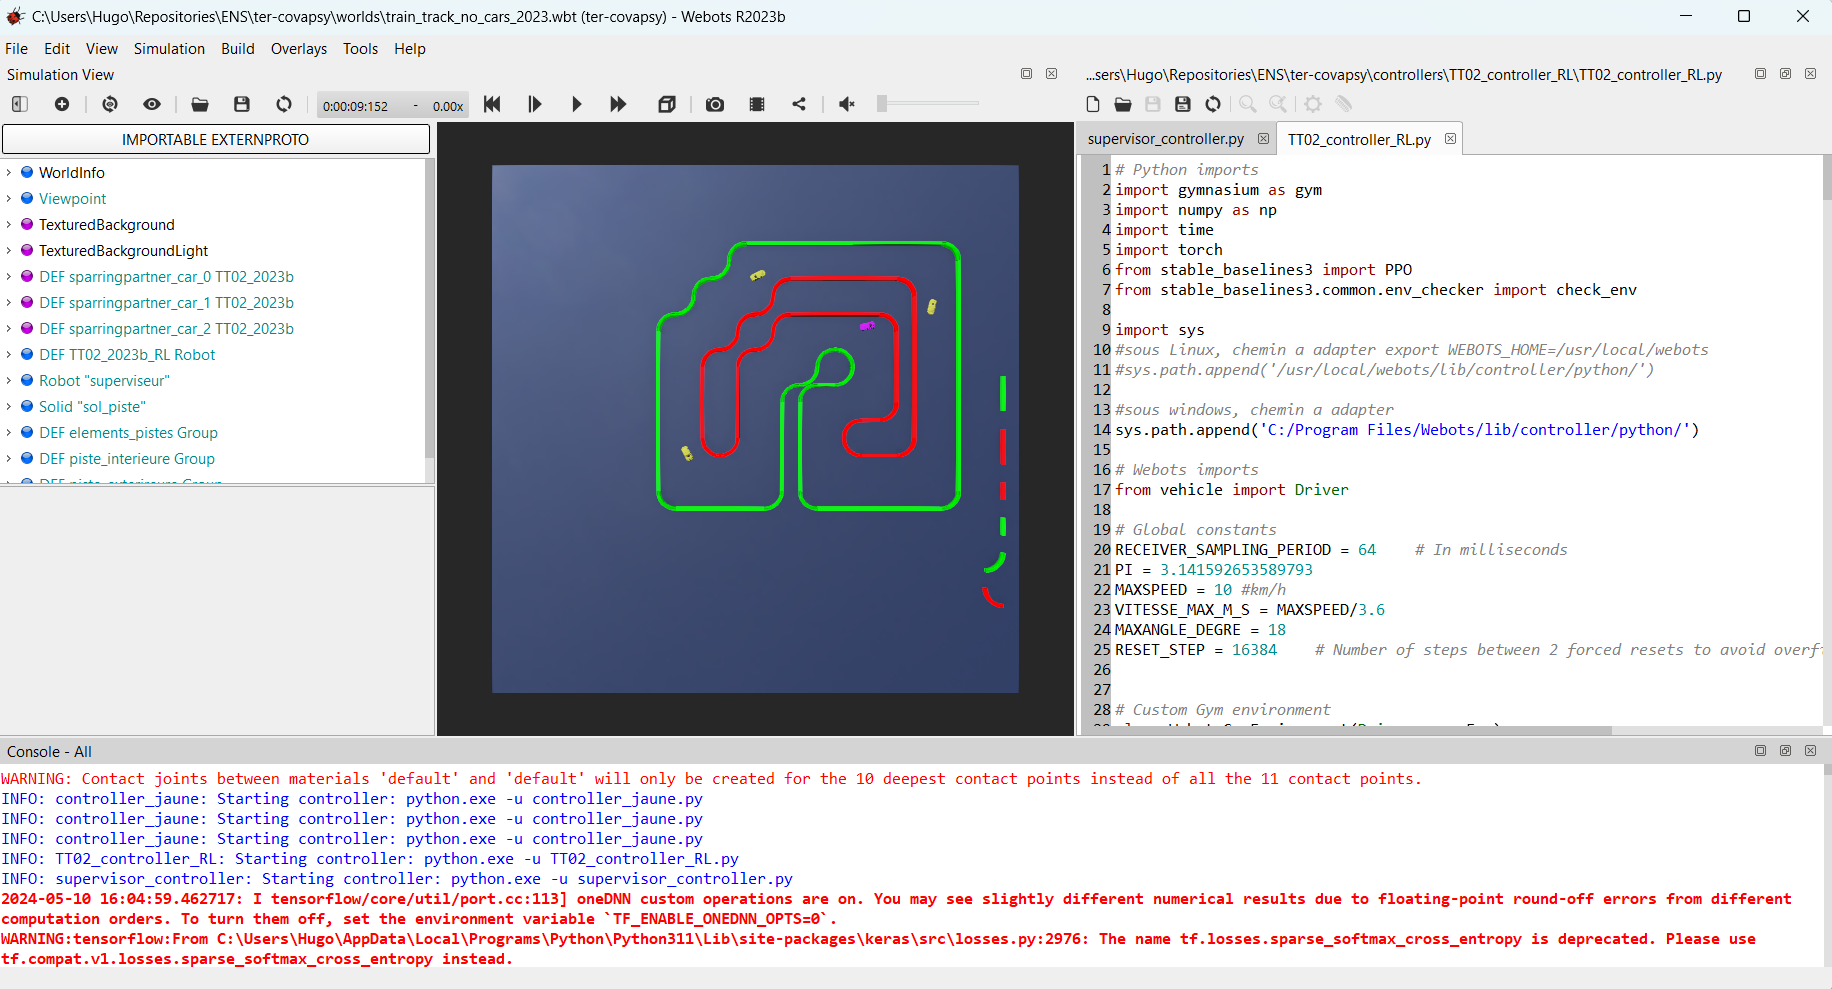 C:\Users\Hugo\Repositories\ENS\ter-covapsy\worlds\train_track_no_cars_2023.wbt (ter-covapsy) - Webots R2023b
File Edit View Simulation Build Overlays Tools Help
Simulation View
0:00:09:152 - 0.00x
IMPORTABLE EXTERNPROTO
WorldInfo
Viewpoint
TexturedBackground
TexturedBackgroundLight
DEF sparringpartner_car_0 TT02_2023b
DEF sparringpartner_car_1 TT02_2023b
DEF sparringpartner_car_2 TT02_2023b
DEF TT02_2023b_RL Robot
Robot "superviseur"
Solid "sol_piste"
DEF elements_pistes Group
DEF piste_interieure Group
...sers\Hugo\Repositories\ENS\ter-covapsy\controllers\TT02_controller_RL\TT02_controller_RL.py
supervisor_controller.py TT02_controller_RL.py
1 # Python imports
2 import gymnasium as gym
3 import numpy as np
4 import time
5 import torch
6 from stable_baselines3 import PPO
7 from stable_baselines3.common.env_checker import check_env
8
9 import sys
10 #sous Linux, chemin a adapter export WEBOTS_HOME=/usr/local/webots
11 #sys.path.append('/usr/local/webots/lib/controller/python/')
12
13 #sous windows, chemin a adapter
14 sys.path.append('C:/Program Files/Webots/lib/controller/python/')
15
16 # Webots imports
17 from vehicle import Driver
18
19 # Global constants
20 RECEIVER_SAMPLING_PERIOD = 64 # In milliseconds
21 PI = 3.141592653589793
22 MAXSPEED = 10 #km/h
23 VITESSE_MAX_M_S = MAXSPEED/3.6
24 MAXANGLE_DEGRE = 18
25 RESET_STEP = 16384 # Number of steps between 2 forced resets to avoid overf
26
27
28 # Custom Gym environment
Console - All
WARNING: Contact joints between materials 'default' and 'default' will only be created for the 10 deepest contact points instead of all the 11 contact points.
INFO: controller_jaune: Starting controller: python.exe -u controller_jaune.py
INFO: controller_jaune: Starting controller: python.exe -u controller_jaune.py
INFO: controller_jaune: Starting controller: python.exe -u controller_jaune.py
INFO: TT02_controller_RL: Starting controller: python.exe -u TT02_controller_RL.py
INFO: supervisor_controller: Starting controller: python.exe -u supervisor_controller.py
2024-05-10 16:04:59.462717: I tensorflow/core/util/port.cc:113] oneDNN custom operations are on. You may see slightly different numerical results due to floating-point round-off errors from different
computation orders. To turn them off, set the environment variable `TF_ENABLE_ONEDNN_OPTS=0`.
WARNING:tensorflow:From C:\Users\Hugo\AppData\Local\Programs\Python\Python311\Lib\site-packages\keras\src\losses.py:2976: The name tf.losses.sparse_softmax_cross_entropy is deprecated. Please use
tf.compat.v1.losses.sparse_softmax_cross_entropy instead.